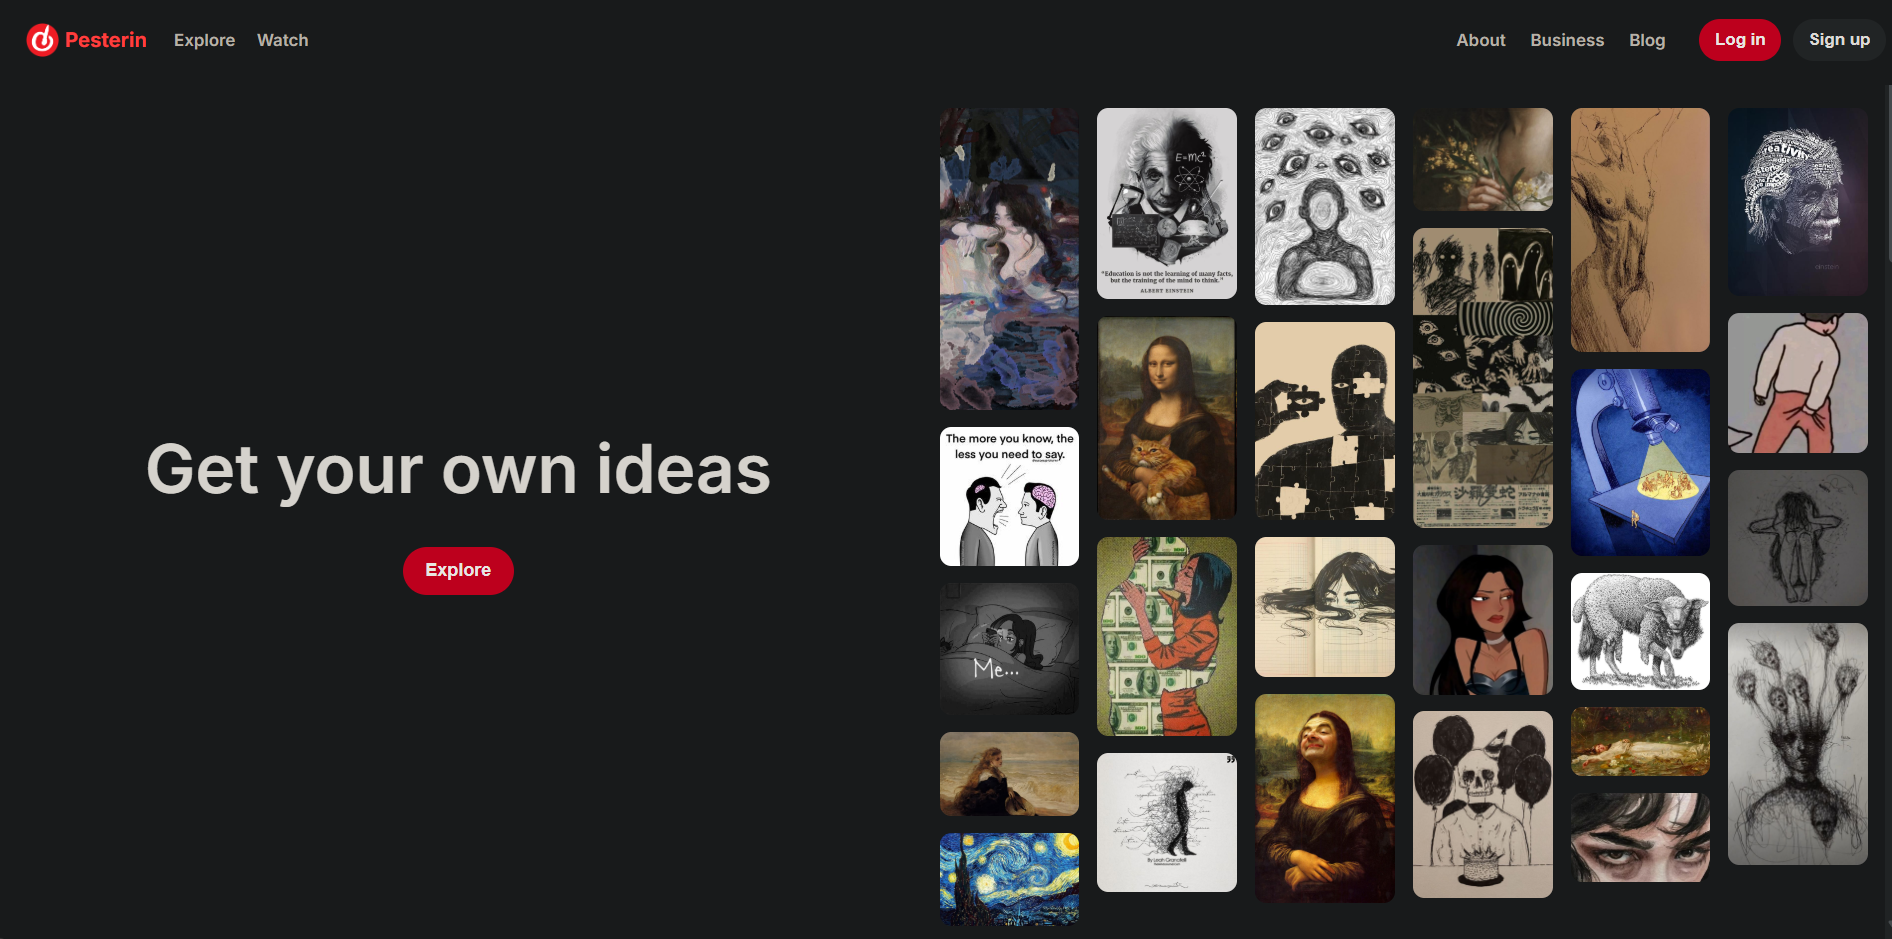 Pesterin
Explore
Watch
About
Business
Blog
Log in
Sign up
Get your own ideas
Explore
E=mc²
"Education is not the learning of many facts,
but the training of the mind to think."
ALBERT EINSTEIN
The more you know, the
less you need to say.
Me...
By Leah Granofeti
creativity